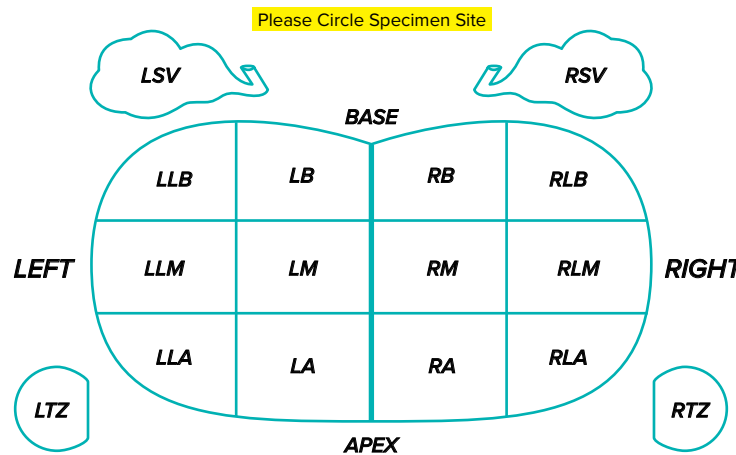 Please Circle Specimen Site
LSV RSV
BASE
LLB LB RB RLB
LEFT LLM LM RM RLM RIGHT
LLA LA RA RLA
LTZ RTZ
APEX